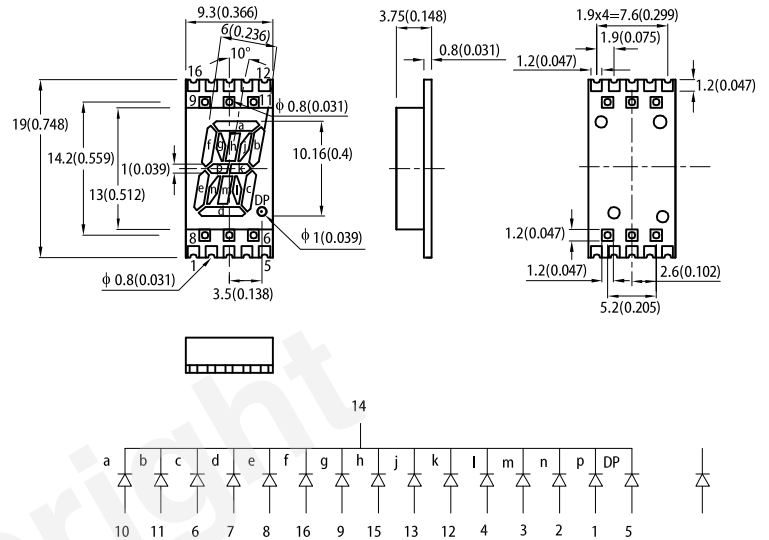 9.3(0.366)
6(0.236)
10°
16
12
9
11
ϕ 0.8(0.031)
19(0.748)
14.2(0.559)
13(0.512)
1(0.039)
10.16(0.4)
a
f
g
h
j
b
p
k
e
n
m
l
c
d
DP
8
6
1
5
ϕ 1(0.039)
ϕ 0.8(0.031)
3.5(0.138)
3.75(0.148)
0.8(0.031)
1.9x4=7.6(0.299)
1.9(0.075)
1.2(0.047)
1.2(0.047)
1.2(0.047)
1.2(0.047)
2.6(0.102)
5.2(0.205)
14
a b c d e f g h j k l m n p DP
10 11 6 7 8 16 9 15 13 12 4 3 2 1 5
right